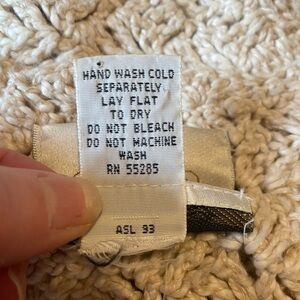 HAND WASH COLD
SEPARATELY
LAY FLAT
TO DRY
DO NOT BLEACH
DO NOT MACHINE
WASH
RN 55285
ASL 93